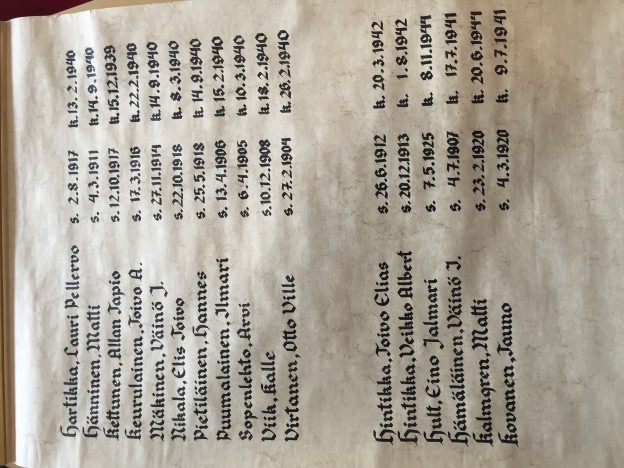 Hartikka, Lauri Pellervo s. 2.8.1917 k. 13.2.1940
Hänninen, Matti s. 4.3.1911 k. 14.9.1940
Kettunen, Allan Tapio s. 12.10.1917 k. 15.12.1939
Keurulainen, Toivo A. s. 17.3.1916 k. 22.2.1940
Mäkinen, Väinö J. s. 27.11.1914 k. 14.9.1940
Nikala, Elis Toivo s. 22.10.1918 k. 8.3.1940
Pietiläinen, Hannes s. 25.5.1918 k. 14.9.1940
Puumalainen, Ilmari s. 13.4.1906 k. 15.2.1940
Sopenlehto, Arvi s. 6.4.1905 k. 10.3.1940
Vith, Kalle s. 10.12.1908 k. 18.2.1940
Virtanen, Otto Ville s. 27.2.1904 k. 26.2.1940
Hintikka, Toivo Elias s. 26.6.1912 k. 20.3.1942
Hintikka, Veikko Albert s. 20.12.1913 k. 1.8.1942
Hult, Eino Jalmari s. 7.5.1925 k. 8.11.1944
Hämäläinen, Väinö J. s. 4.7.1907 k. 17.7.1941
Kalmgren, Matti s. 23.2.1920 k. 20.6.1944
Kovanen, Tauno s. 4.3.1920 k. 9.7.1941